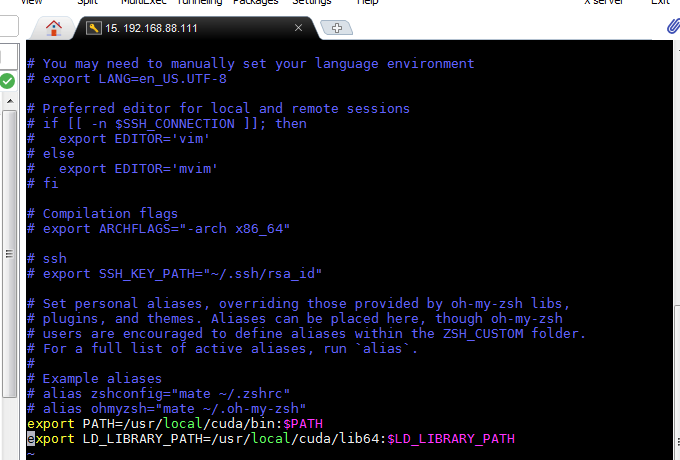 View Split MultiExec Tunneling Packages Settings Help X server Exit
15. 192.168.88.111
# You may need to manually set your language environment
# export LANG=en_US.UTF-8
# Preferred editor for local and remote sessions
# if [[ -n $SSH_CONNECTION ]]; then
#   export EDITOR='vim'
# else
#   export EDITOR='mvim'
# fi
# Compilation flags
# export ARCHFLAGS="-arch x86_64"
# ssh
# export SSH_KEY_PATH="~/.ssh/rsa_id"
# Set personal aliases, overriding those provided by oh-my-zsh libs,
# plugins, and themes. Aliases can be placed here, though oh-my-zsh
# users are encouraged to define aliases within the ZSH_CUSTOM folder.
# For a full list of active aliases, run `alias`.
#
# Example aliases
# alias zshconfig="mate ~/.zshrc"
# alias ohmyzsh="mate ~/.oh-my-zsh"
export PATH=/usr/local/cuda/bin:$PATH
export LD_LIBRARY_PATH=/usr/local/cuda/lib64:$LD_LIBRARY_PATH
~